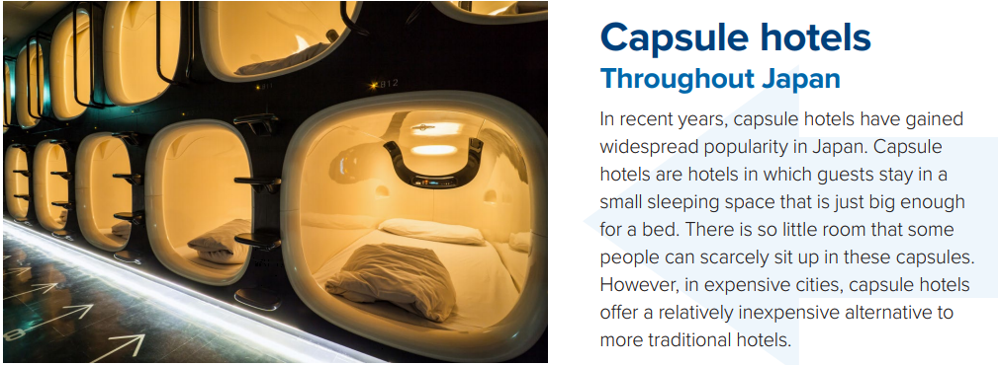 Capsule hotels
Throughout Japan
In recent years, capsule hotels have gained
widespread popularity in Japan. Capsule
hotels are hotels in which guests stay in a
small sleeping space that is just big enough
for a bed. There is so little room that some
people can scarcely sit up in these capsules.
However, in expensive cities, capsule hotels
offer a relatively inexpensive alternative to
more traditional hotels.
812